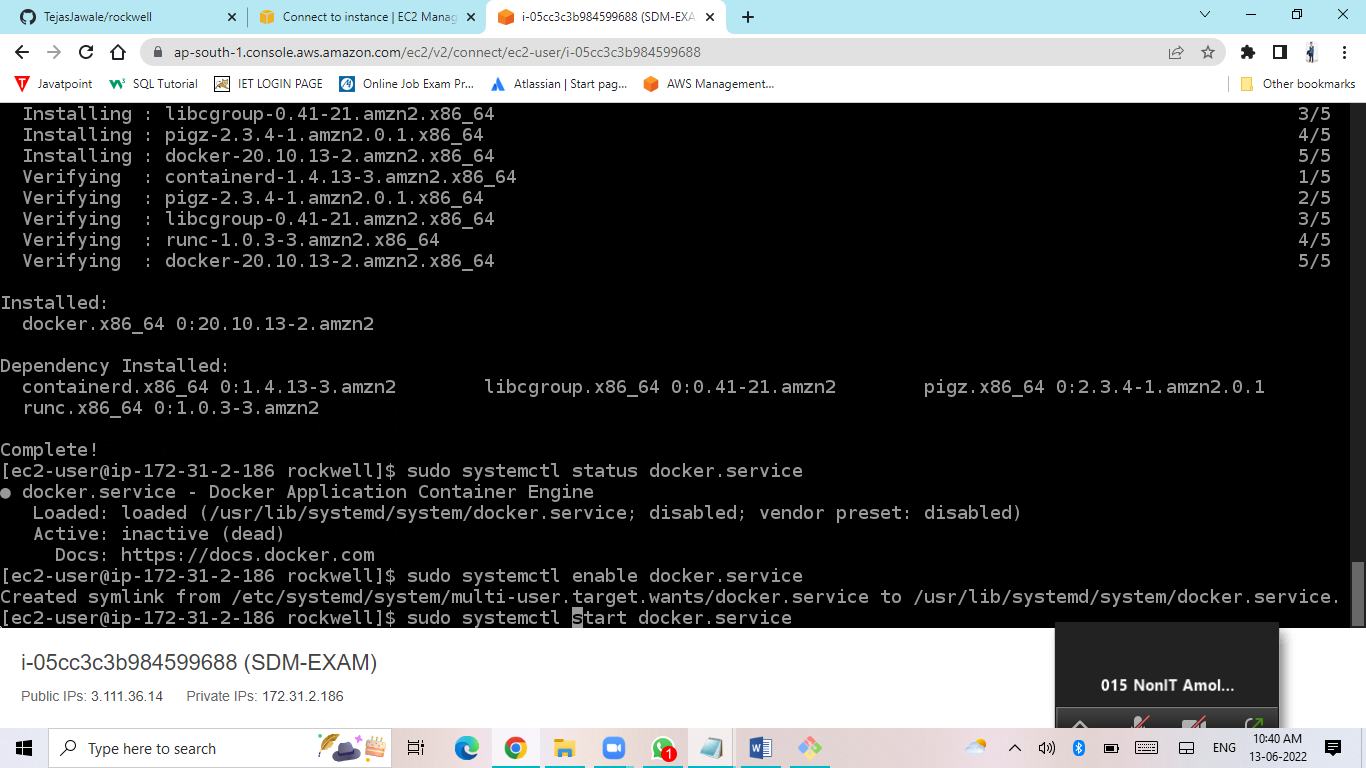 TejasJawale/rockwell
Connect to instance | EC2 Manag
i-05cc3c3b984599688 (SDM-EXA
ap-south-1.console.aws.amazon.com/ec2/v2/connect/ec2-user/i-05cc3c3b984599688
Javatpoint
SQL Tutorial
IET LOGIN PAGE
Online Job Exam Pr...
Atlassian | Start pag...
AWS Management...
Other bookmarks
Installing : libcgroup-0.41-21.amzn2.x86_64 3/5
Installing : pigz-2.3.4-1.amzn2.0.1.x86_64 4/5
Installing : docker-20.10.13-2.amzn2.x86_64 5/5
Verifying : containerd-1.4.13-3.amzn2.x86_64 1/5
Verifying : pigz-2.3.4-1.amzn2.0.1.x86_64 2/5
Verifying : libcgroup-0.41-21.amzn2.x86_64 3/5
Verifying : runc-1.0.3-3.amzn2.x86_64 4/5
Verifying : docker-20.10.13-2.amzn2.x86_64 5/5
Installed:
docker.x86_64 0:20.10.13-2.amzn2
Dependency Installed:
containerd.x86_64 0:1.4.13-3.amzn2 libcgroup.x86_64 0:0.41-21.amzn2 pigz.x86_64 0:2.3.4-1.amzn2.0.1
runc.x86_64 0:1.0.3-3.amzn2
Complete!
[ec2-user@ip-172-31-2-186 rockwell]$ sudo systemctl status docker.service
● docker.service - Docker Application Container Engine
Loaded: loaded (/usr/lib/systemd/system/docker.service; disabled; vendor preset: disabled)
Active: inactive (dead)
Docs: https://docs.docker.com
[ec2-user@ip-172-31-2-186 rockwell]$ sudo systemctl enable docker.service
Created symlink from /etc/systemd/system/multi-user.target.wants/docker.service to /usr/lib/systemd/system/docker.service.
[ec2-user@ip-172-31-2-186 rockwell]$ sudo systemctl start docker.service
i-05cc3c3b984599688 (SDM-EXAM)
Public IPs: 3.111.36.14 Private IPs: 172.31.2.186
015 NonIT Amol...
Type here to search
1
ENG
10:40 AM
13-06-2022